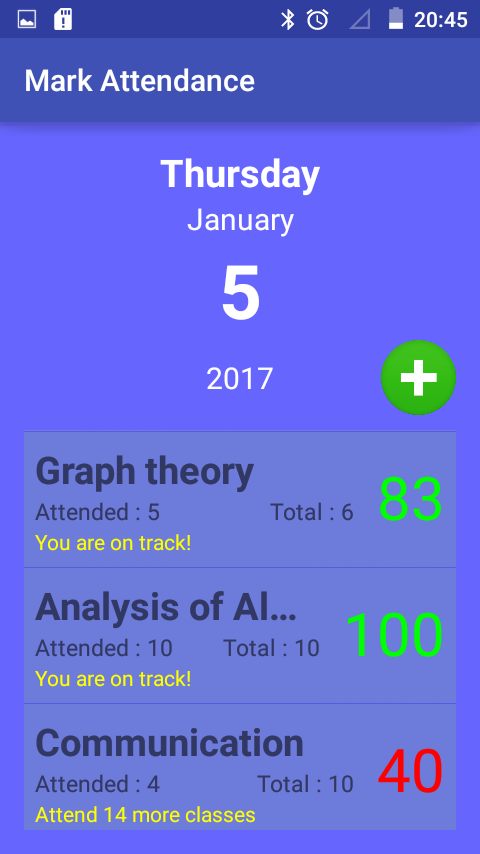 20:45
Mark Attendance
Thursday
January
5
2017
Graph theory
Attended : 5 Total : 6 83
You are on track!
Analysis of Al...
Attended : 10 Total : 10 100
You are on track!
Communication
Attended : 4 Total : 10 40
Attend 14 more classes